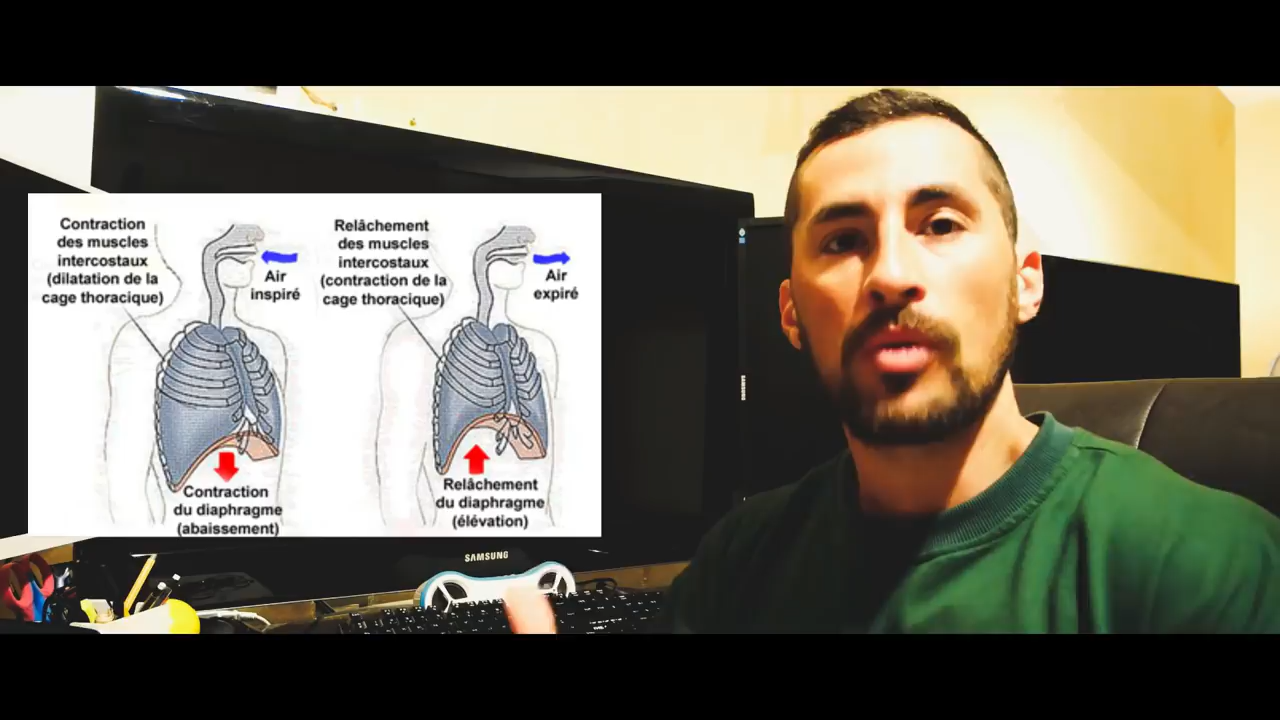 Contraction
des muscles
intercostaux
(dilatation de la
cage thoracique)
Air
inspiré
Contraction
du diaphragme
(abaissement)
Relâchement
des muscles
intercostaux
(contraction de la
cage thoracique)
Air
expiré
Relâchement
du diaphragme
(élévation)
SAMSUNG
SAMSUNG